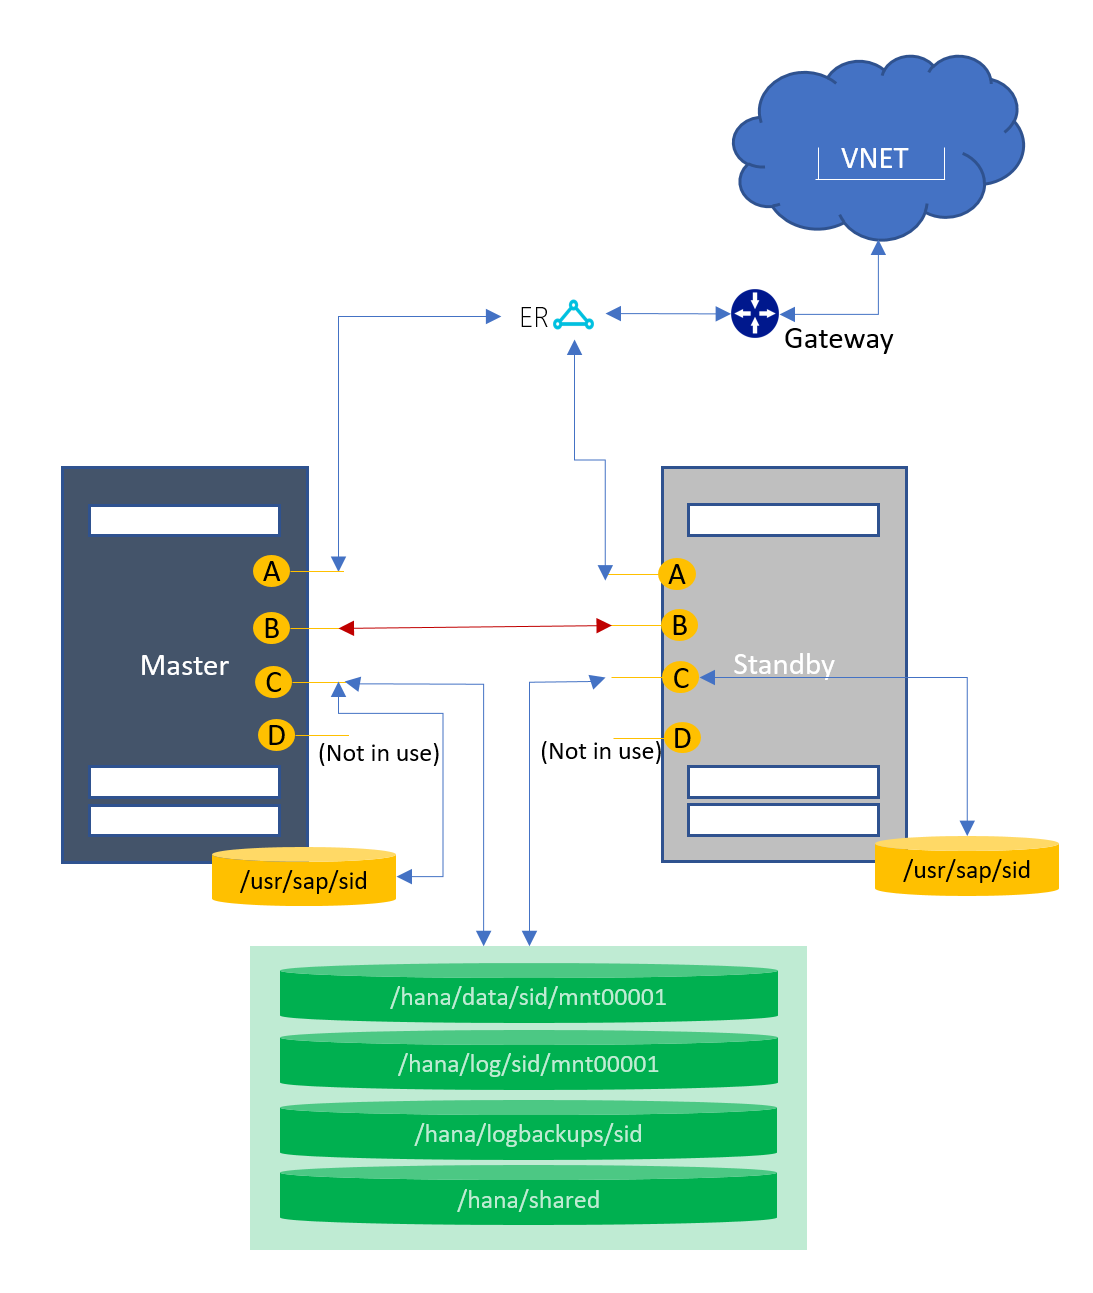 VNET
ER
Gateway
A
A
B
B
Master
Standby
C
C
D
D
(Not in use)
(Not in use)
/usr/sap/sid
/usr/sap/sid
/hana/data/sid/mnt00001
/hana/log/sid/mnt00001
/hana/logbackups/sid
/hana/shared